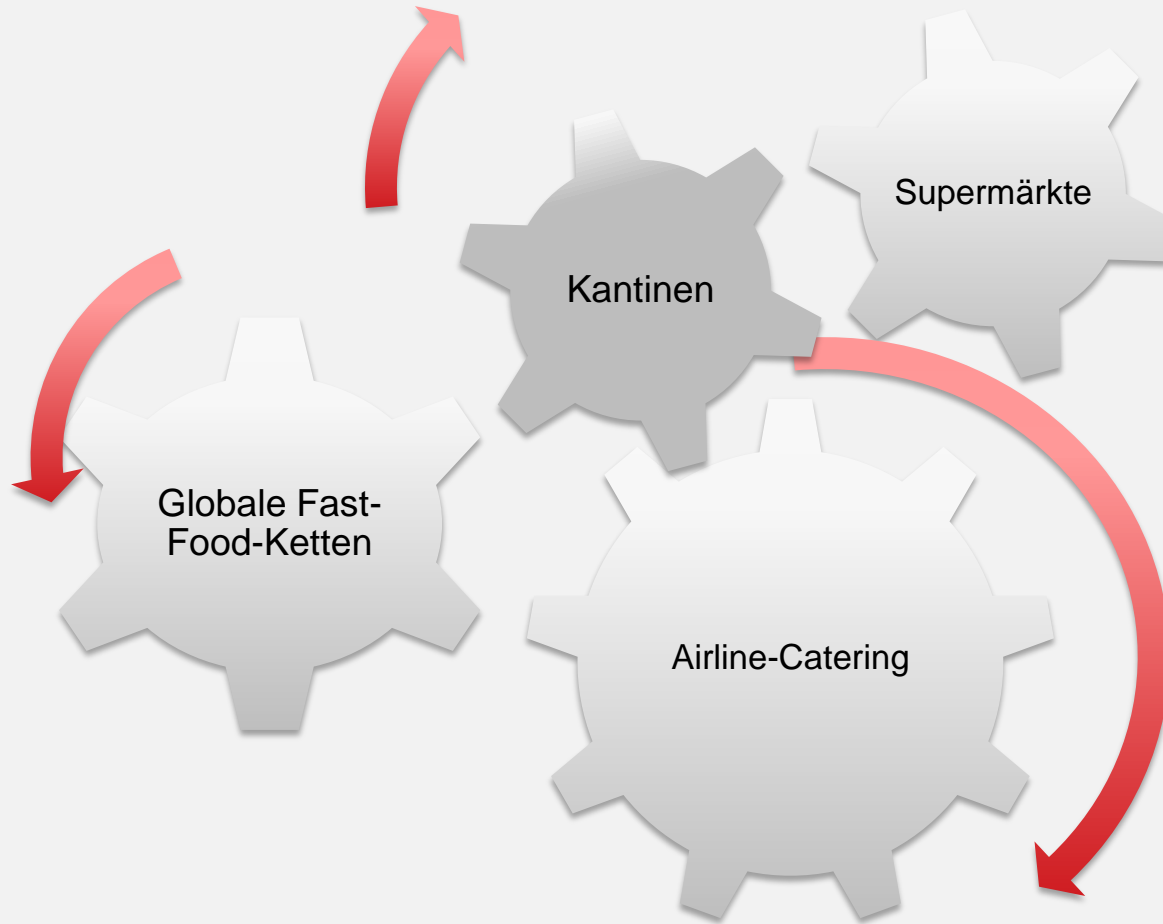 Supermärkte
Kantinen
Globale Fast-
Food-Ketten
Airline-Catering